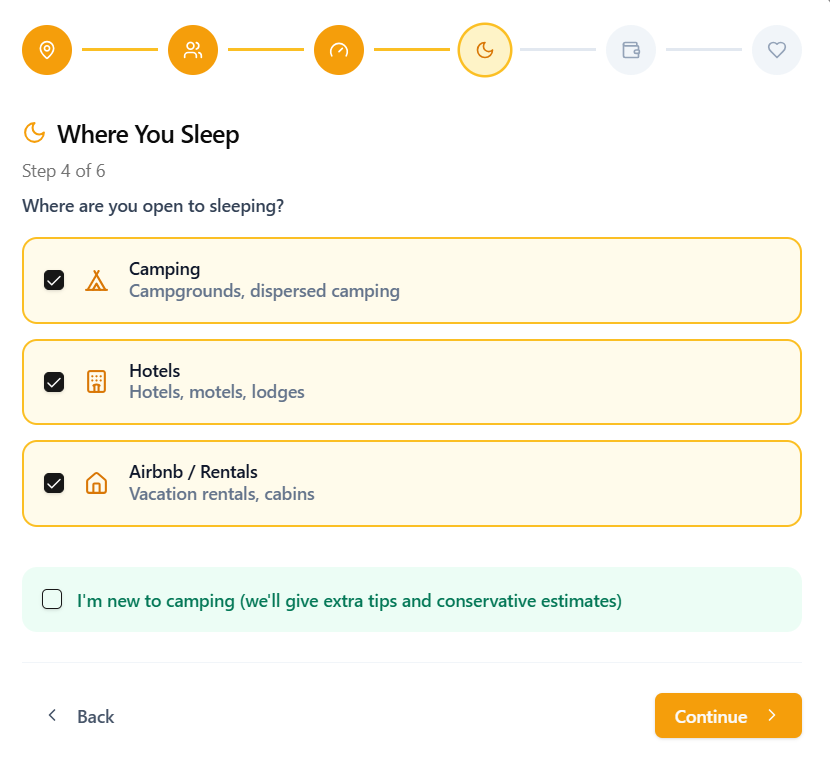 Where You Sleep
Step 4 of 6
Where are you open to sleeping?
Camping
Campgrounds, dispersed camping
Hotels
Hotels, motels, lodges
Airbnb / Rentals
Vacation rentals, cabins
I'm new to camping (we'll give extra tips and conservative estimates)
Back
Continue